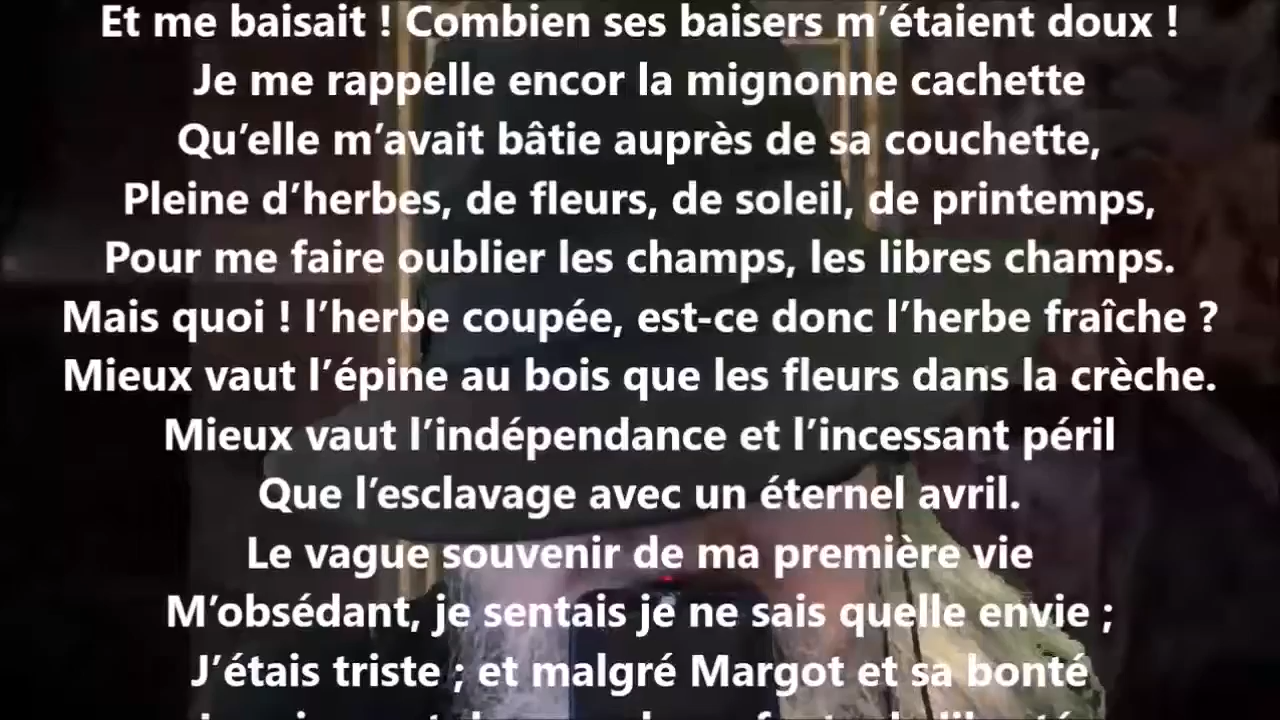 Et me baisait ! Combien ses baisers m’étaient doux !
Je me rappelle encor la mignonne cachette
Qu’elle m’avait bâtie auprès de sa couchette,
Pleine d’herbes, de fleurs, de soleil, de printemps,
Pour me faire oublier les champs, les libres champs.
Mais quoi ! l’herbe coupée, est-ce donc l’herbe fraîche ?
Mieux vaut l’épine au bois que les fleurs dans la crèche.
Mieux vaut l’indépendance et l’incessant péril
Que l’esclavage avec un éternel avril.
Le vague souvenir de ma première vie
M’obsédant, je sentais je ne sais quelle envie ;
J’étais triste ; et malgré Margot et sa bonté